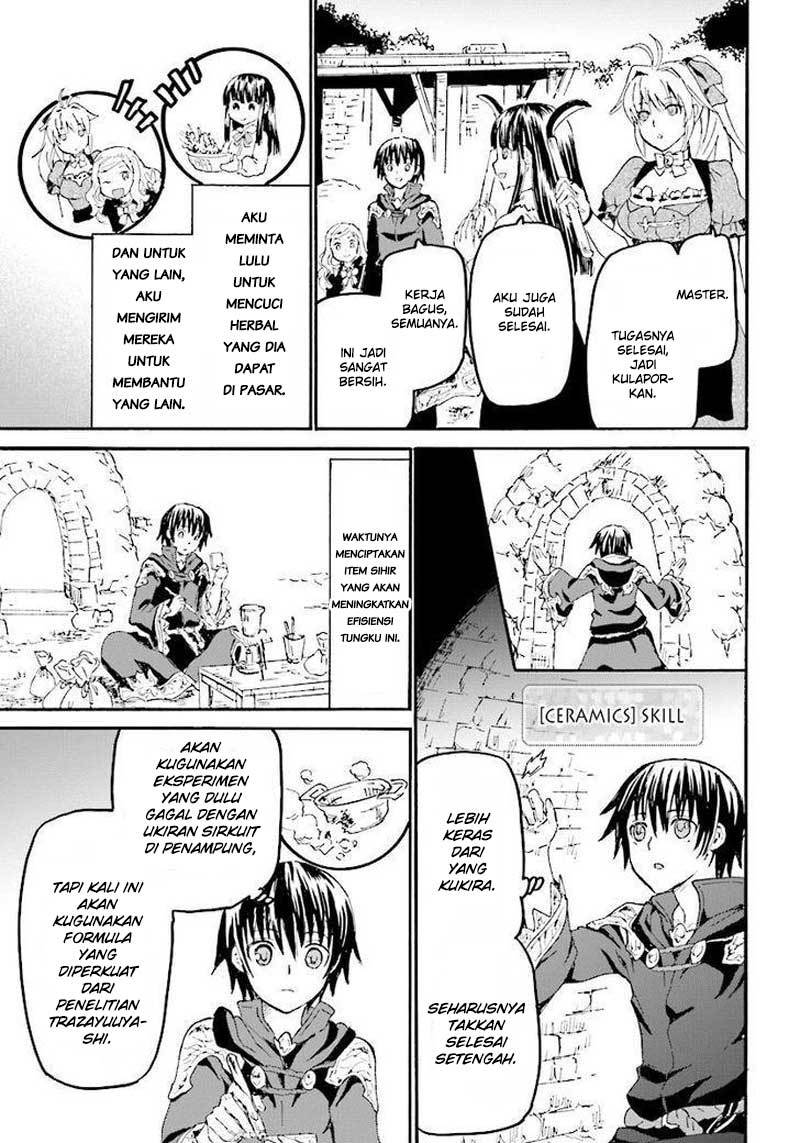 MASTER.
TUGASNYA
SELESAI,
JADI
KULAPOR-
KAN.
AKU JUGA
SUDAH
SELESAI.
KERJA
BAGUS,
SEMUANYA.
INI JADI
SANGAT
BERSIH.
AKU
MEMINTA
LULU
UNTUK
MENCUCI
HERBAL
YANG DIA
DAPAT
DI PASAR.
DAN UNTUK
YANG LAIN,
AKU
MENGIRIM
MEREKA
UNTUK
MEMBANTU
YANG LAIN.
WAKTUNYA
MENCIPTAKAN
ITEM SIHIR
YANG AKAN
MENINGKATKAN
EFISIENSI
TUNGKU INI.
[CERAMICS] SKILL
LEBIH
KERAS
DARI
YANG
KUKIRA.
SEHARUSNYA
TAKKAN
SELESAI
SETENGAH.
AKAN
KUGUNAKAN
EKSPERIMEN
YANG DULU
GAGAL DENGAN
UKIRAN SIRKUIT
DI PENAMPUNG,
TAPI KALI INI
AKAN
KUGUNAKAN
FORMULA
YANG
DIPERKUAT
DARI
PENELITIAN
TRAZAYUUYA-
SHI.